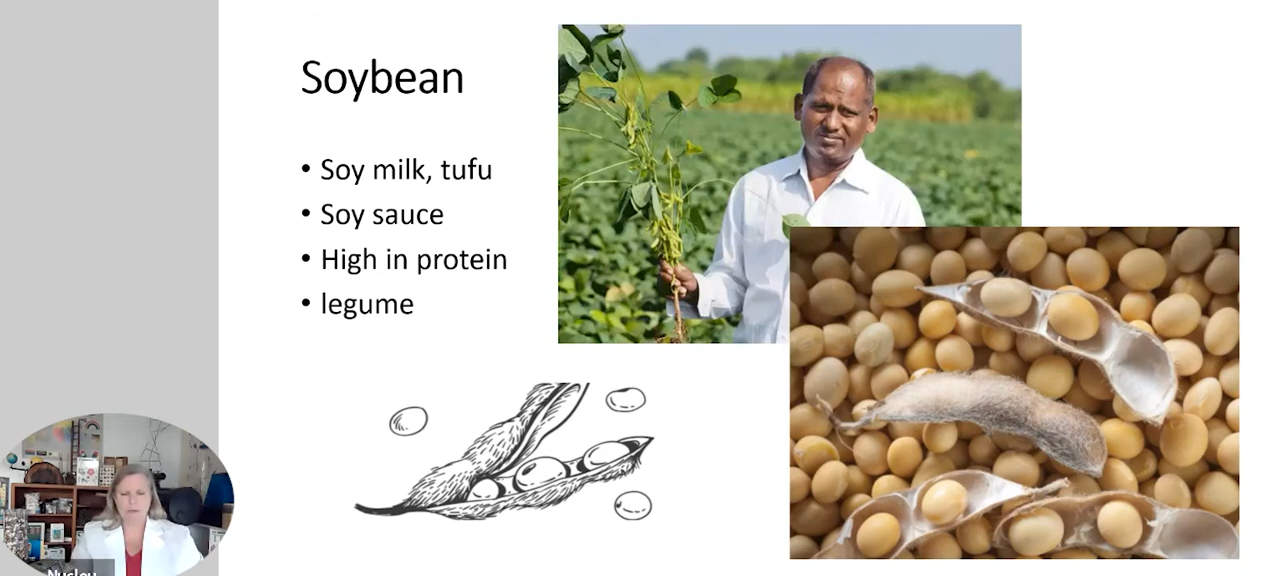 Soybean
• Soy milk, tufu
• Soy sauce
• High in protein
• legume